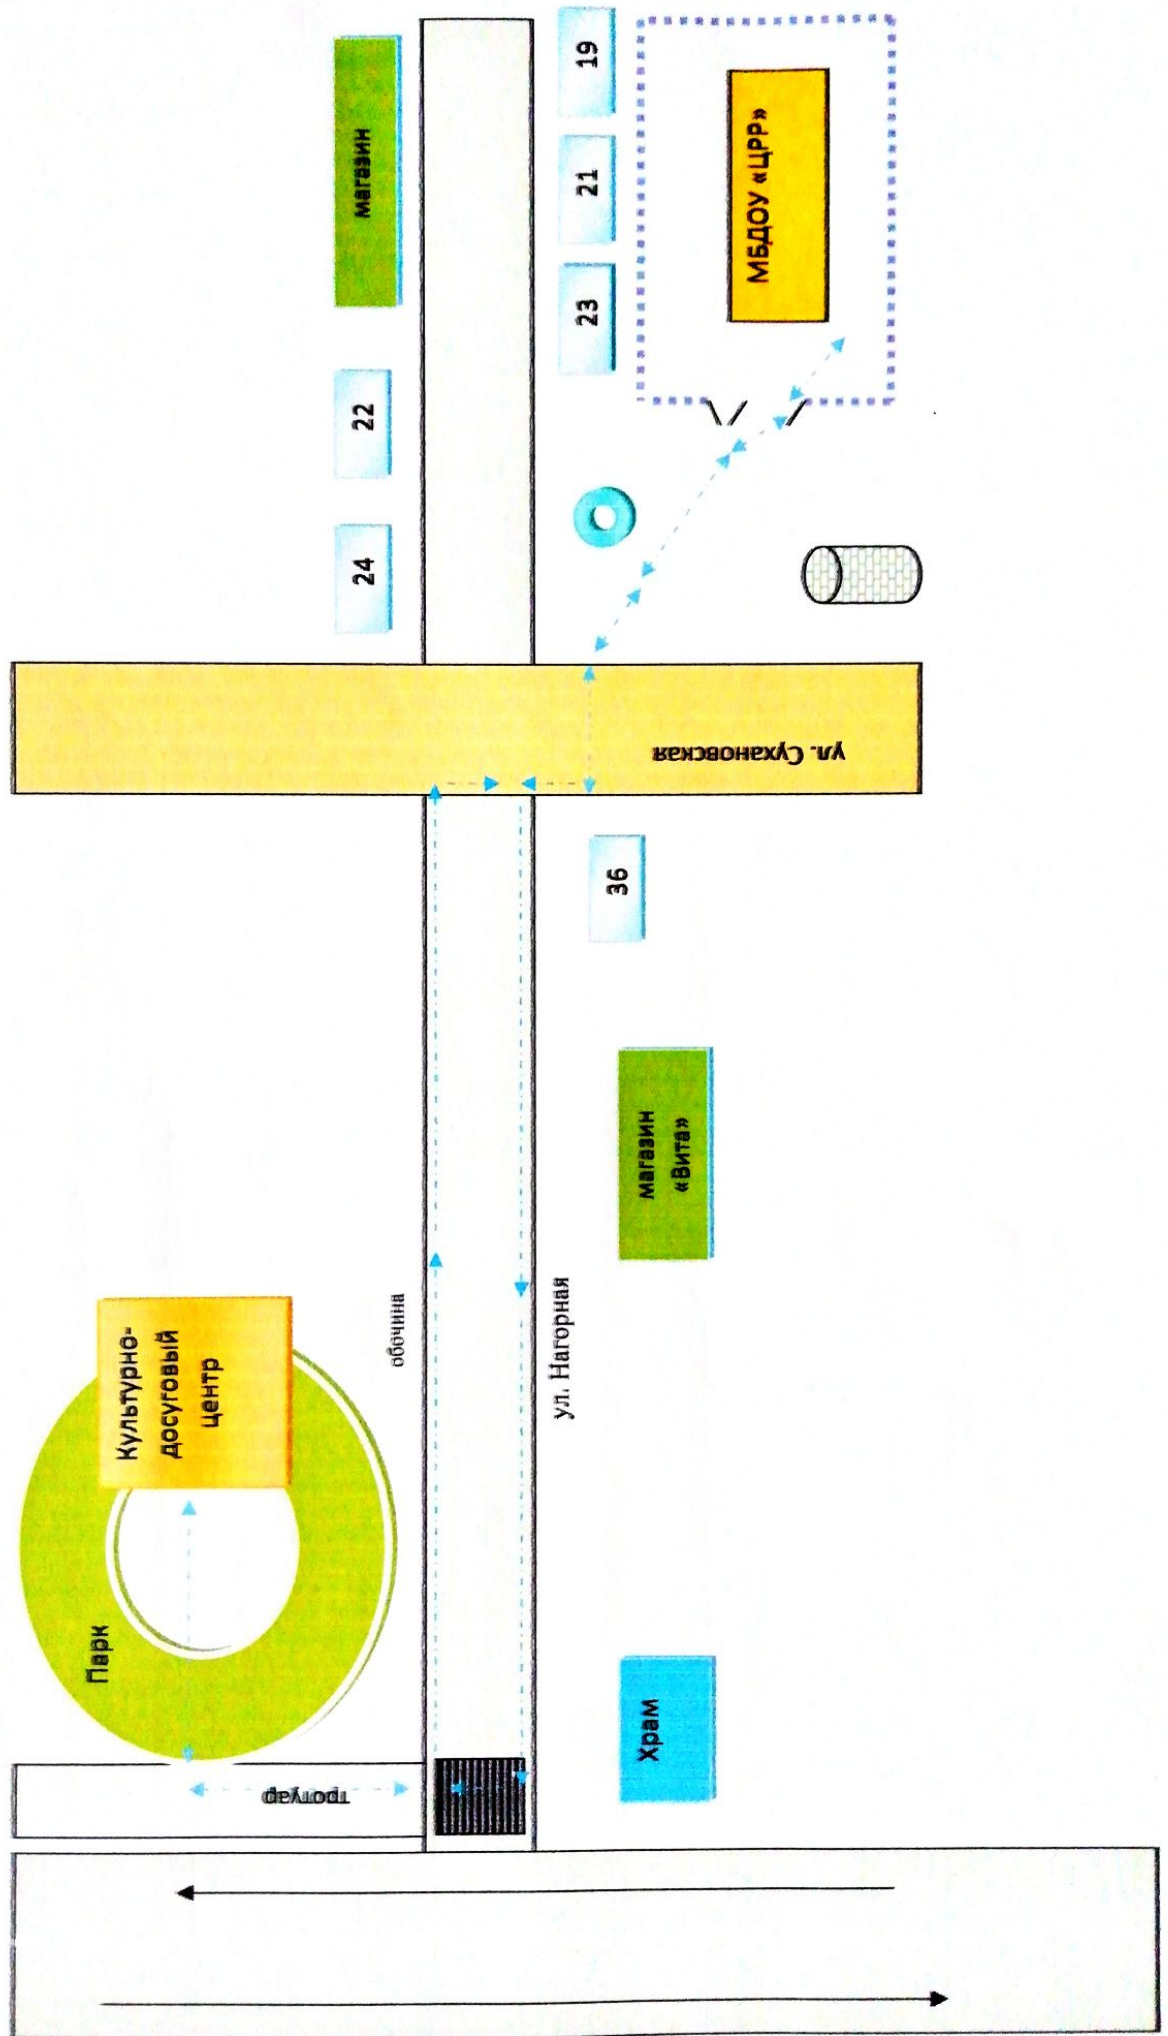 Парк
Культурно-
досуговый
центр
тротуар
обочина
ул. Нагорная
Храм
магазин
«Вита»
36
ул. Сухановская
24
22
магазин
23
21
19
МБДОУ «ЦРР»